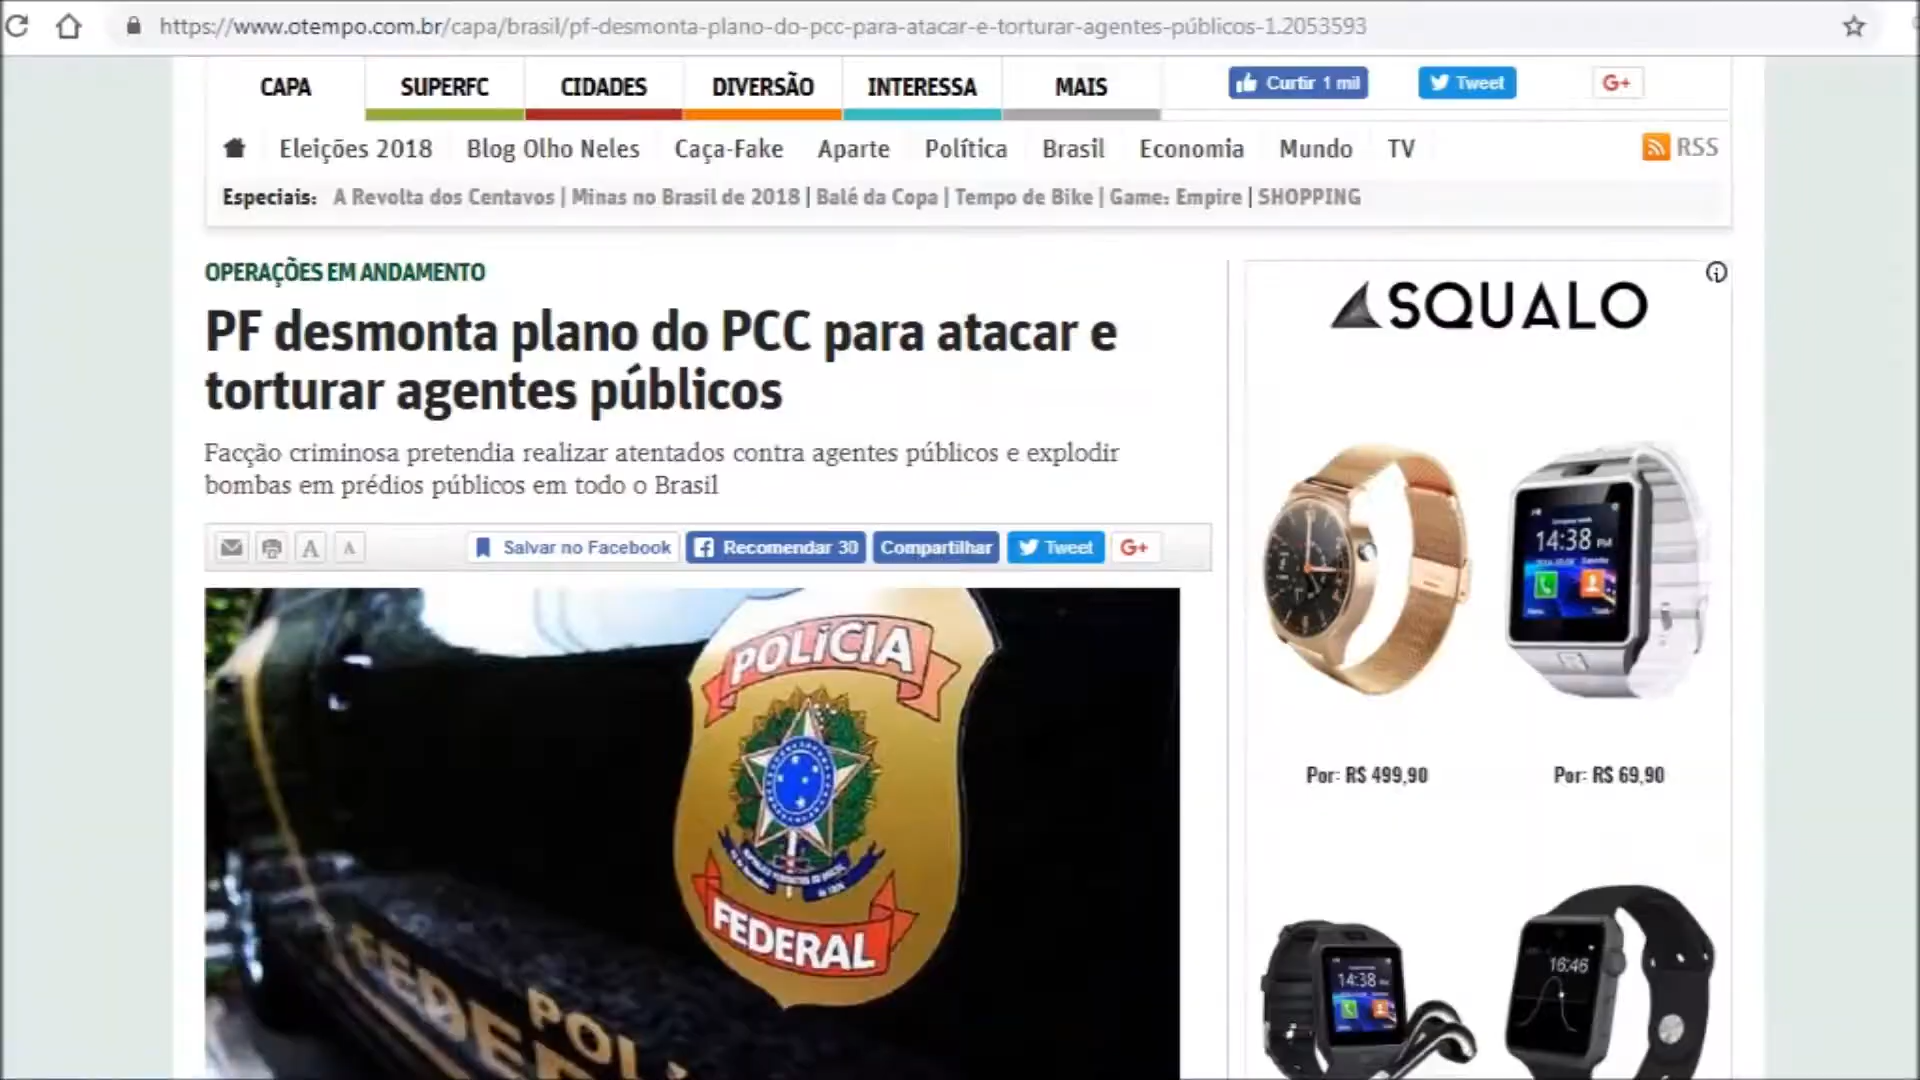 https://www.otempo.com.br/capa/brasil/pf-desmonta-plano-do-pcc-para-atacar-e-torturar-agentes-públicos-1.2053593
CAPA SUPERFC CIDADES DIVERSÃO INTERESSA MAIS Curtir 1 mil Tweet G+
Eleições 2018 Blog Olho Neles Caça-Fake Aparte Política Brasil Economia Mundo TV RSS
Especiais: A Revolta dos Centavos | Minas no Brasil de 2018 | Balé da Copa | Tempo de Bike | Game: Empire | SHOPPING
OPERAÇÕES EM ANDAMENTO
PF desmonta plano do PCC para atacar e
torturar agentes públicos
Facção criminosa pretendia realizar atentados contra agentes públicos e explodir
bombas em prédios públicos em todo o Brasil
A A Salvar no Facebook Recomendar 30 Compartilhar Tweet G+
POLÍCIA
FEDERAL
SQUALO
14:38 PM
Por: R$ 499,90 Por: R$ 69,90
14:38
16:46